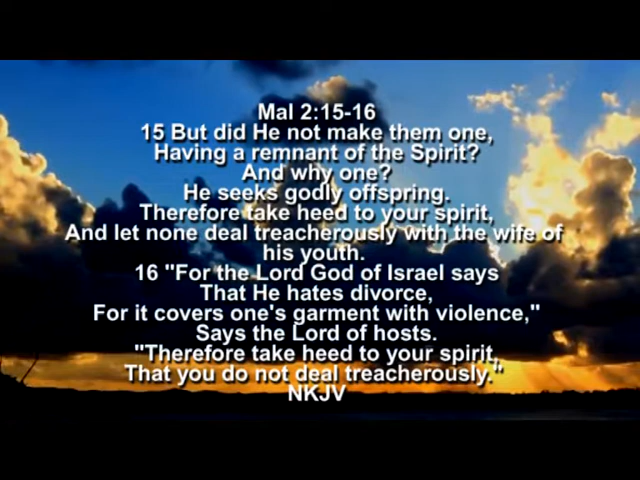 Mal 2:15-16
15 But did He not make them one,
Having a remnant of the Spirit?
And why one?
He seeks godly offspring.
Therefore take heed to your spirit,
And let none deal treacherously with the wife of
his youth.
16 "For the Lord God of Israel says
That He hates divorce,
For it covers one's garment with violence,"
Says the Lord of hosts.
"Therefore take heed to your spirit,
That you do not deal treacherously."
NKJV